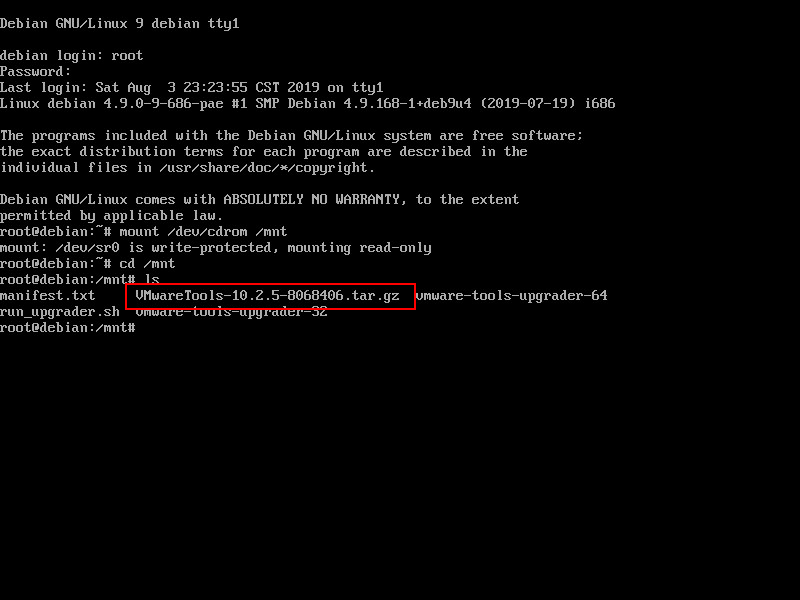 Debian GNU/Linux 9 debian tty1
debian login: root
Password:
Last login: Sat Aug  3 23:23:55 CST 2019 on tty1
Linux debian 4.9.0-9-686-pae #1 SMP Debian 4.9.168-1+deb9u4 (2019-07-19) i686
The programs included with the Debian GNU/Linux system are free software;
the exact distribution terms for each program are described in the
individual files in /usr/share/doc/*/copyright.
Debian GNU/Linux comes with ABSOLUTELY NO WARRANTY, to the extent
permitted by applicable law.
root@debian:~# mount /dev/cdrom /mnt
mount: /dev/sr0 is write-protected, mounting read-only
root@debian:~# cd /mnt
root@debian:/mnt# ls
manifest.txt     VMwareTools-10.2.5-8068406.tar.gz  vmware-tools-upgrader-64
run_upgrader.sh  vmware-tools-upgrader-32
root@debian:/mnt#